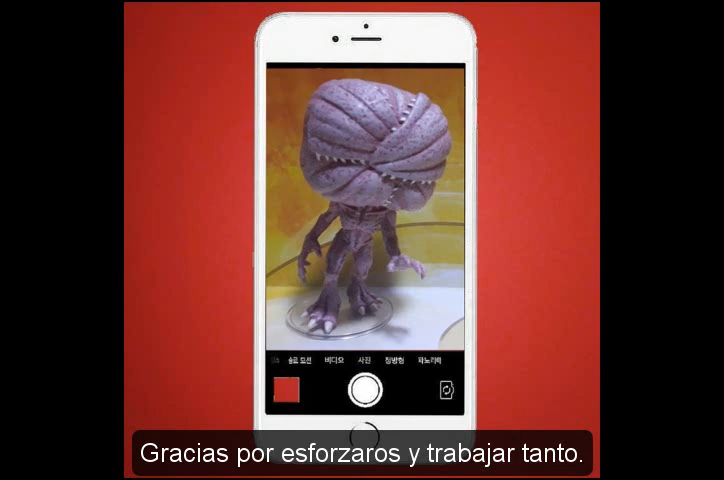 슬로 모션 비디오 사진 정방형 파노라마
Gracias por esforzaros y trabajar tanto.